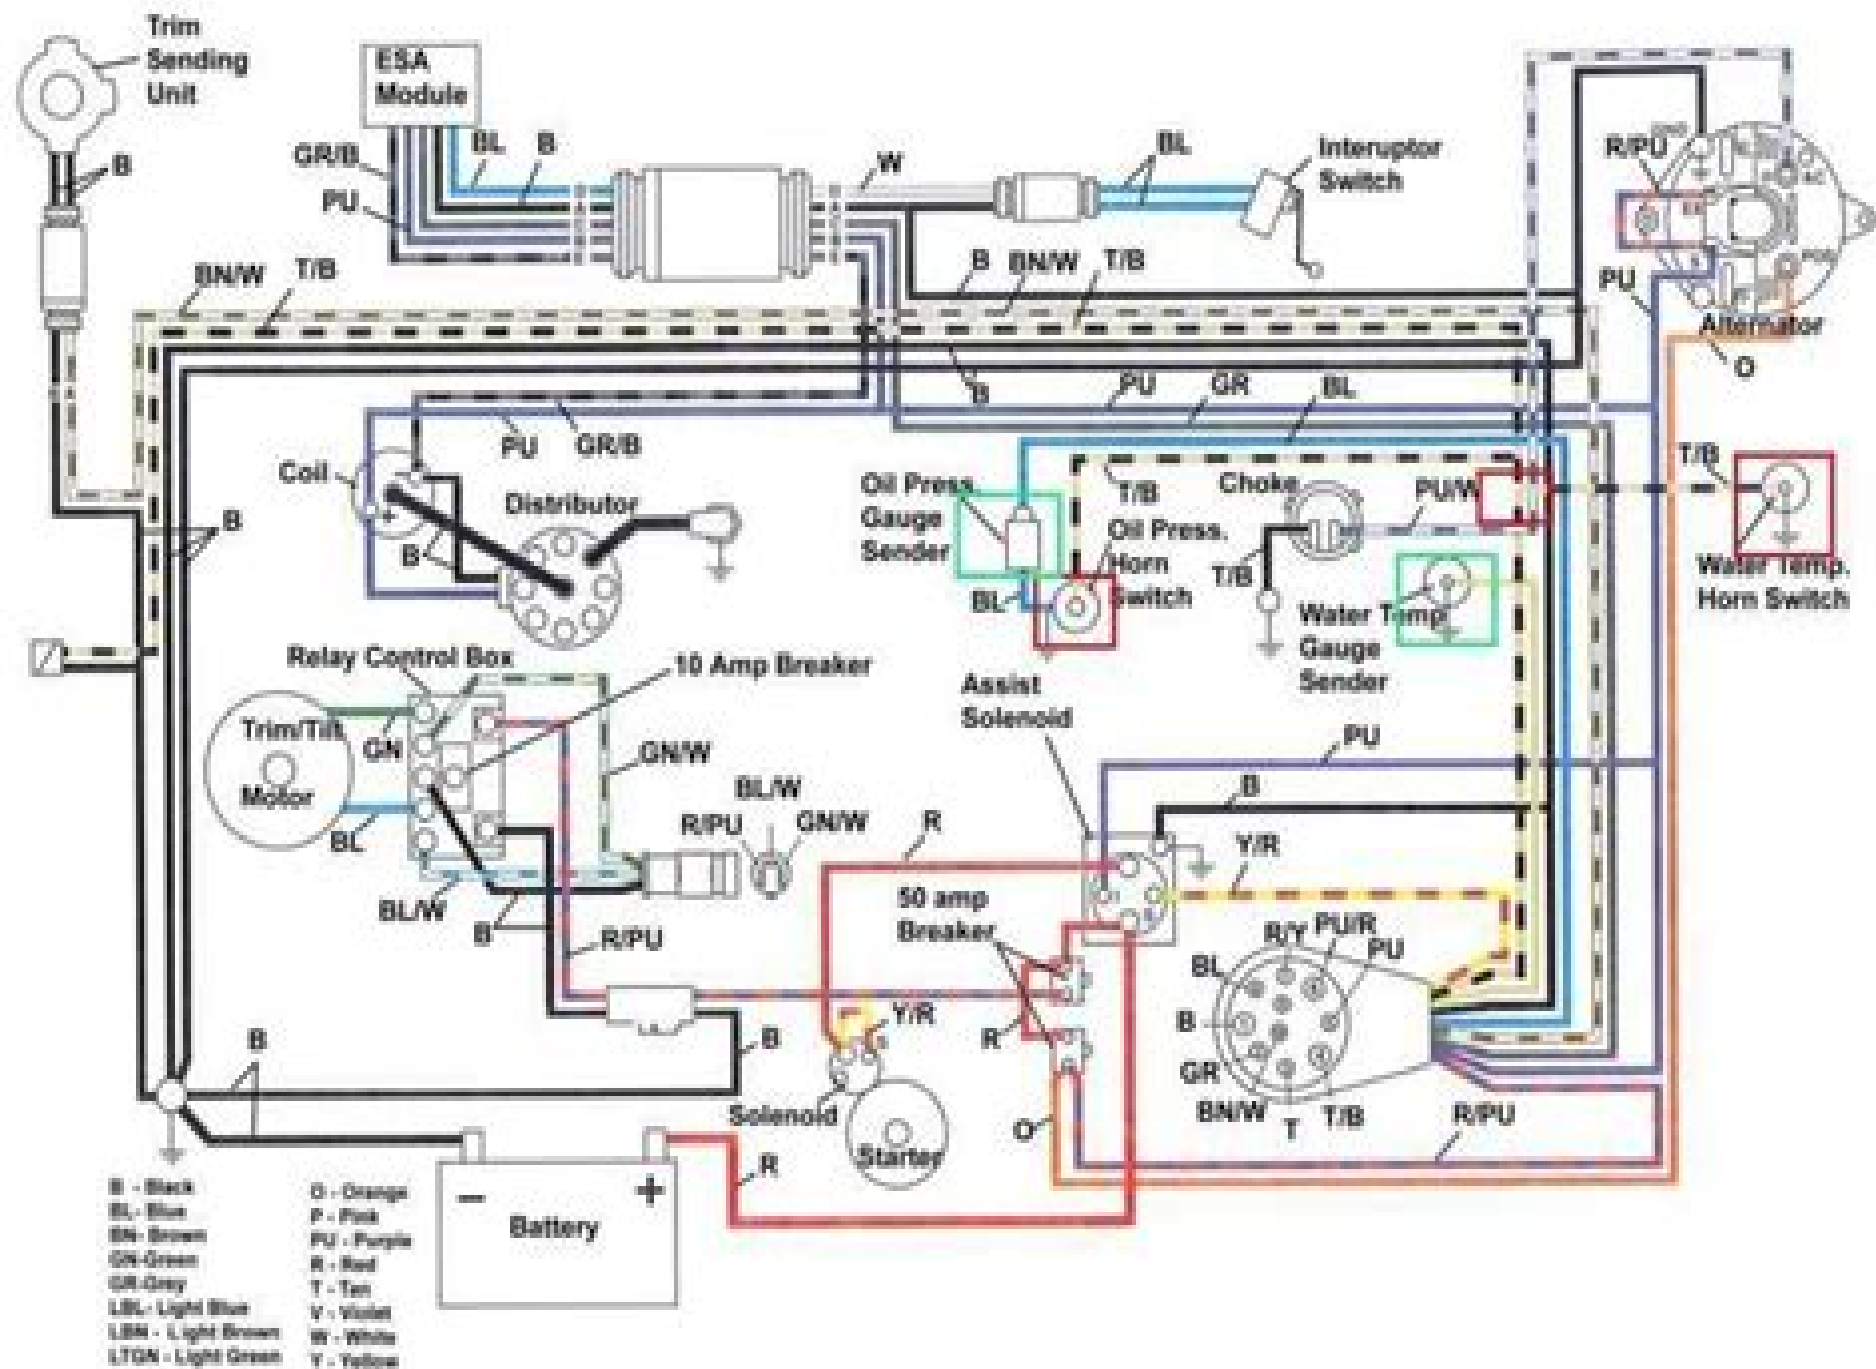 Trim
Sending
Unit
ESA
Module
BL
B
GR/B
PU
W
BL
Interuptor
Switch
R/PU
GND
AC
POS
B
BN/W
T/B
B
BN/W
T/B
PU
Alternator
O
B
PU
GR
BL
PU
GR/B
Coil
+
Distributor
B
B
Oil Press.
Gauge
Sender
T/B
Oil Press.
Horn
Switch
BL
Choke
PU/W
T/B
T/B
Water Temp.
Horn Switch
Water Temp
Gauge
Sender
Relay Control Box
10 Amp Breaker
Trim/Tilt
Motor
GN
BL
GN/W
BL/W
R/PU
GN/W
BL/W
B
R/PU
Assist
Solenoid
PU
B
R
Y/R
50 amp
Breaker
R/Y
PU/R
PU
BL
B
GR
BN/W
T
T/B
R/PU
Y/R
R
B
B
Solenoid
Starter
O
R
-
+
Battery
B - Black
BL- Blue
BN- Brown
GN-Green
GR-Grey
LBL- Light Blue
LBN - Light Brown
LTGN - Light Green
O - Orange
P - Pink
PU - Purple
R - Red
T - Tan
V - Violet
W - White
Y - Yellow